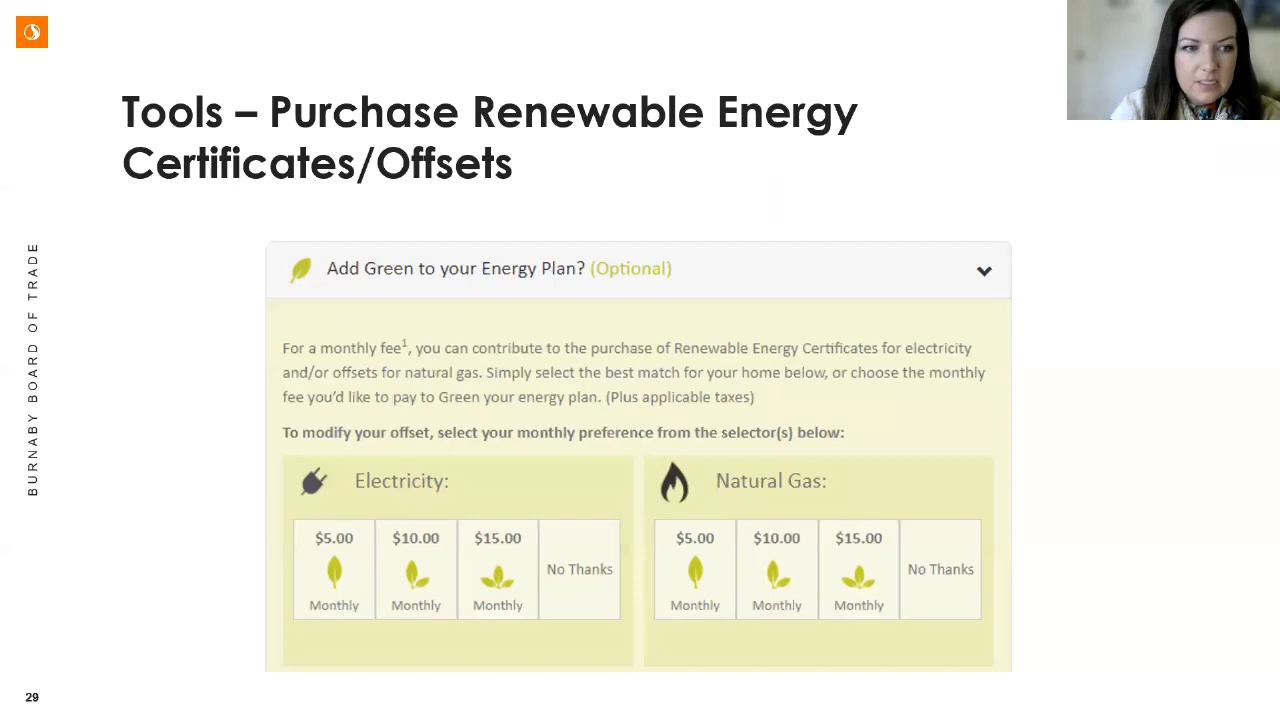 Tools – Purchase Renewable Energy
Certificates/Offsets
BURNABY BOARD OF TRADE
Add Green to your Energy Plan? (Optional)
For a monthly fee¹, you can contribute to the purchase of Renewable Energy Certificates for electricity
and/or offsets for natural gas. Simply select the best match for your home below, or choose the monthly
fee you'd like to pay to Green your energy plan. (Plus applicable taxes)
To modify your offset, select your monthly preference from the selector(s) below:
Electricity:
$5.00 $10.00 $15.00 No Thanks
Monthly Monthly Monthly
Natural Gas:
$5.00 $10.00 $15.00 No Thanks
Monthly Monthly Monthly
29